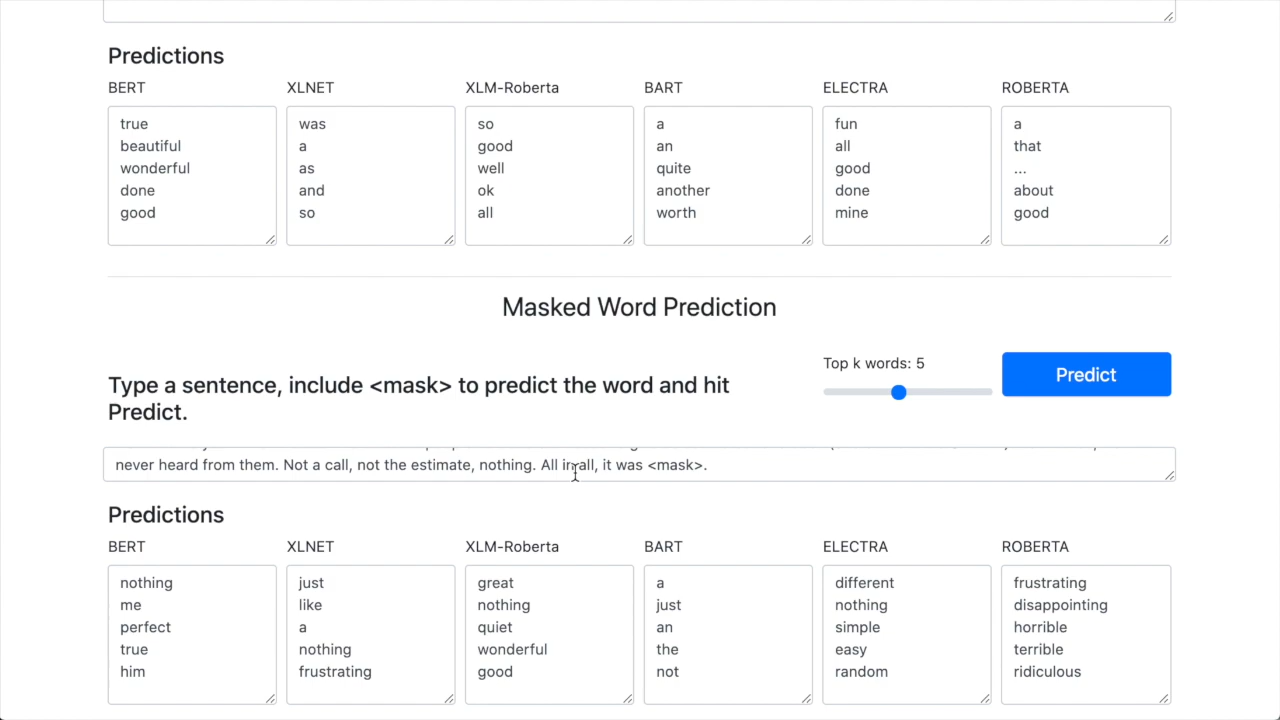 Predictions
BERT XLNET XLM-Roberta BART ELECTRA ROBERTA
true was so a fun a
beautiful a good an all that
wonderful as well quite good ...
done and ok another done about
good so all worth mine good
Masked Word Prediction
Top k words: 5
Predict
Type a sentence, include <mask> to predict the word and hit
Predict.
never heard from them. Not a call, not the estimate, nothing. All in all, it was <mask>.
Predictions
BERT XLNET XLM-Roberta BART ELECTRA ROBERTA
nothing just great a different frustrating
me like nothing just nothing disappointing
perfect a quiet an simple horrible
true nothing wonderful the easy terrible
him frustrating good not random ridiculous